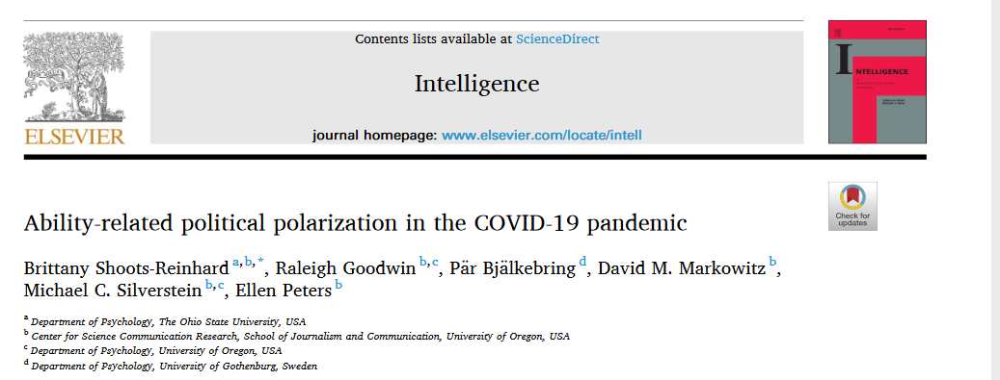 Contents lists available at ScienceDirect
Intelligence
ELSEVIER
journal homepage: www.elsevier.com/locate/intell
INTELLIGENCE
Check for
updates
Ability-related political polarization in the COVID-19 pandemic
Brittany Shoots-Reinhard a,b,*, Raleigh Goodwin b,c, Pär Bjälkebring d, David M. Markowitz b,
Michael C. Silverstein b,c, Ellen Peters b
a Department of Psychology, The Ohio State University, USA
b Center for Science Communication Research, School of Journalism and Communication, University of Oregon, USA
c Department of Psychology, University of Oregon, USA
d Department of Psychology, University of Gothenburg, Sweden